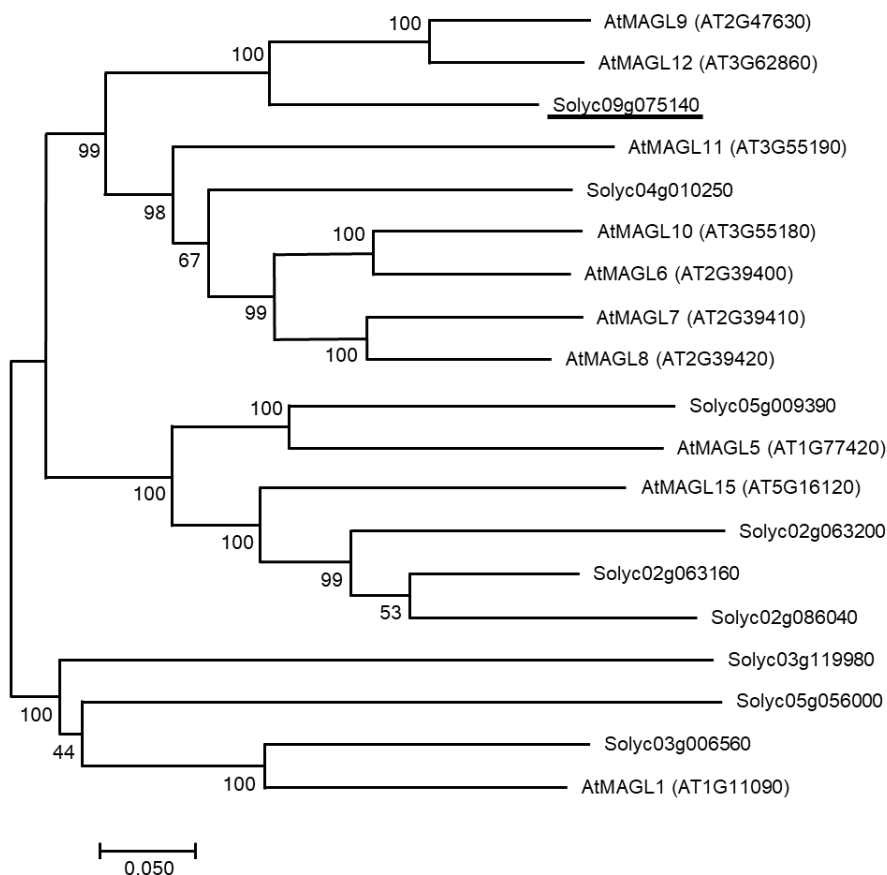 100
AtMAGL9 (AT2G47630)
100
AtMAGL12 (AT3G62860)
Solyc09g075140
99
AtMAGL11 (AT3G55190)
98
Solyc04g010250
100
AtMAGL10 (AT3G55180)
67
AtMAGL6 (AT2G39400)
99
AtMAGL7 (AT2G39410)
100
AtMAGL8 (AT2G39420)
100
Solyc05g009390
AtMAGL5 (AT1G77420)
100
AtMAGL15 (AT5G16120)
100
Solyc02g063200
99
Solyc02g063160
53
Solyc02g086040
Solyc03g119980
100
Solyc05g056000
44
Solyc03g006560
100
AtMAGL1 (AT1G11090)
0.050